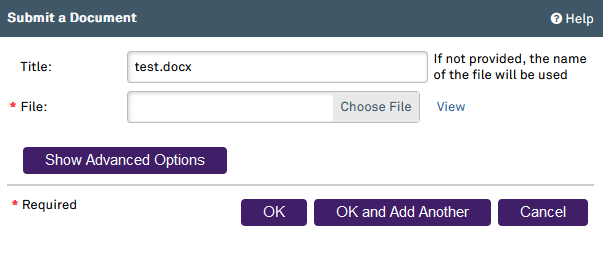 Submit a Document
Help
Title:
test.docx
If not provided, the name
of the file will be used
* File:
Choose File
View
Show Advanced Options
* Required
OK
OK and Add Another
Cancel